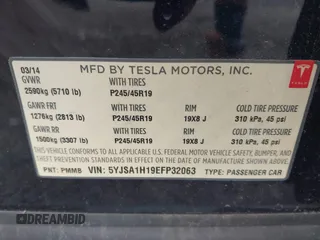 03/14 MFD BY TESLA MOTORS, INC.
GVWR WITH TIRES
2590kg (5710 lb) P245/45R19
GAWR FRT WITH TIRES RIM COLD TIRE PRESSURE
1276kg (2813 lb) P245/45R19 19X8 J 310 kPa, 45 psi
GAWR RR WITH TIRES RIM COLD TIRE PRESSURE
1500kg (3307 lb) P245/45R19 19X8 J 310 kPa, 45 psi
THIS VEHICLE CONFORMS TO ALL APPLICABLE FEDERAL MOTOR VEHICLE SAFETY, BUMPER,
AND THEFT PREVENTION STANDARDS IN EFFECT ON THE DATE OF MANUFACTURE SHOWN ABOVE.
PNT: PMMB VIN: 5YJSA1H19EFP32063 TYPE: PASSENGER CAR
TESLA
DREAMBID